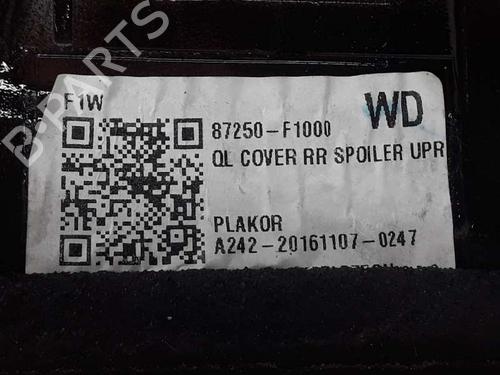 B-PARTS
F1W
WD
87250-F1000
QL COVER RR SPOILER UPR
PLAKOR
A242-20161107-0247